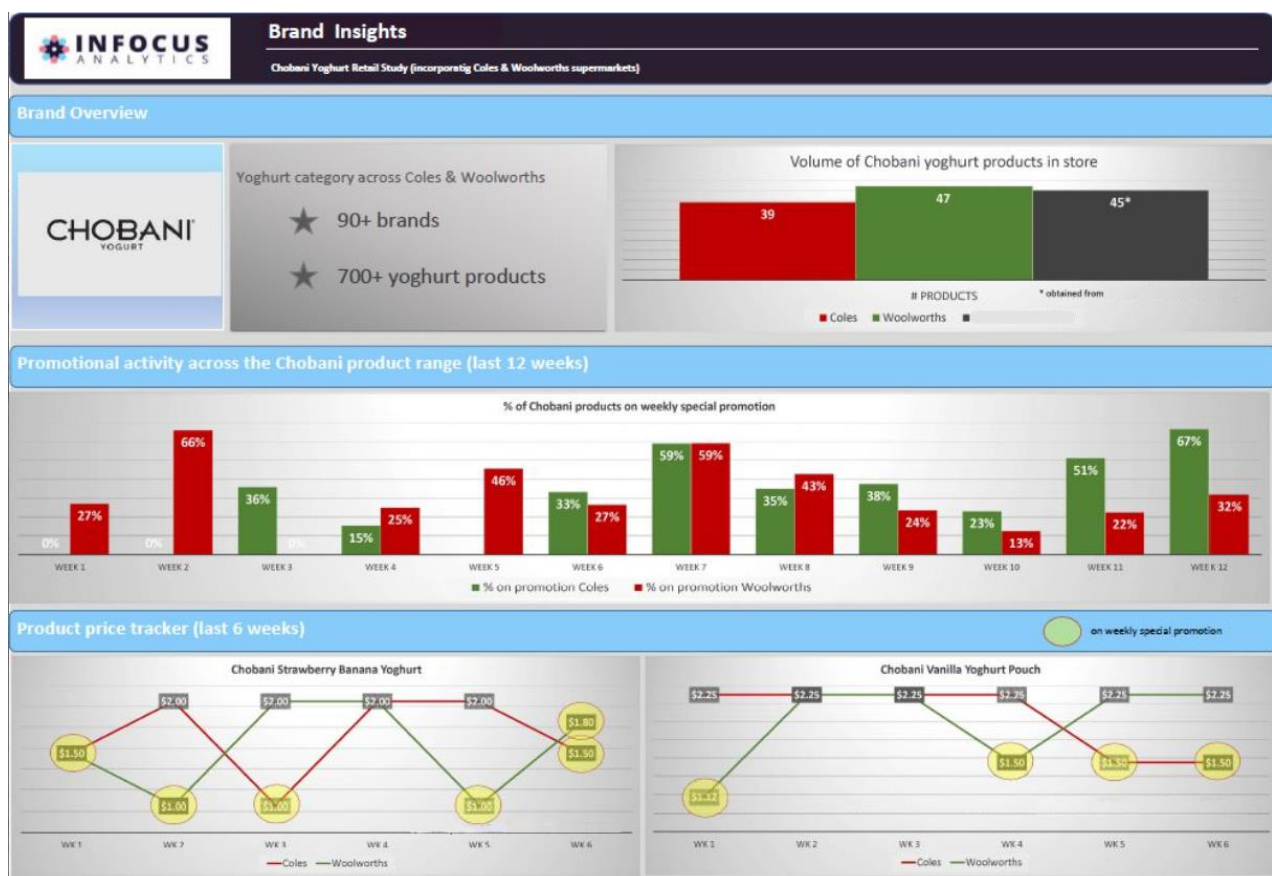 INFOCUS
ANALYTICS
Brand Insights
Chobani Yoghurt Retail Study (incorporatig Coles & Woolworths supermarkets)
Brand Overview
CHOBANI
YOGURT
Yoghurt category across Coles & Woolworths
90+ brands
700+ yoghurt products
Volume of Chobani yoghurt products in store
39
47
45*
# PRODUCTS
* obtained from
Coles Woolworths
Promotional activity across the Chobani product range (last 12 weeks)
% of Chobani products on weekly special promotion
0% 27%
0% 66%
36% 0%
15% 25%
46%
33% 27%
59% 59%
35% 43%
38% 24%
23% 13%
51% 22%
67% 32%
WEEK 1 WEEK 2 WEEK 3 WEEK 4 WEEK 5 WEEK 6 WEEK 7 WEEK 8 WEEK 9 WEEK 10 WEEK 11 WEEK 12
% on promotion Coles % on promotion Woolworths
Product price tracker (last 6 weeks)
on weekly special promotion
Chobani Strawberry Banana Yoghurt
$2.00 $2.00 $2.00 $2.00
$1.80
$1.50 $1.50
$1.00 $1.00 $1.00
WK 1 WK 2 WK 3 WK 4 WK 5 WK 6
Coles Woolworths
Chobani Vanilla Yoghurt Pouch
$2.25 $2.25 $2.25 $2.25 $2.25 $2.25
$1.50 $1.50 $1.50
$1.12
WK 1 WK 2 WK 3 WK 4 WK 5 WK 6
Coles Woolworths